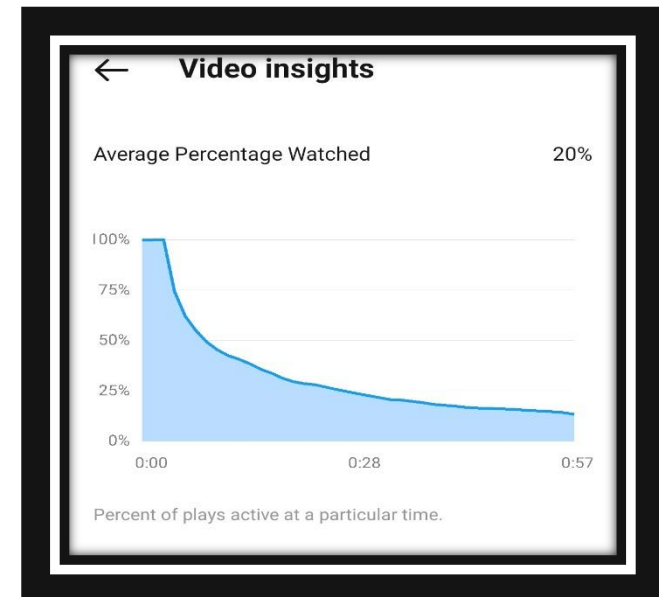 Video insights
Average Percentage Watched 20%
100%
75%
50%
25%
0%
0:00 0:28 0:57
Percent of plays active at a particular time.